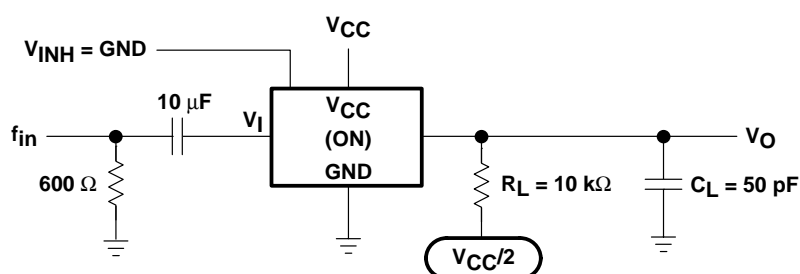 VCC
VINH = GND
10 μF
VI
VCC
(ON)
GND
fin
VO
600 Ω
RL = 10 kΩ
CL = 50 pF
VCC/2